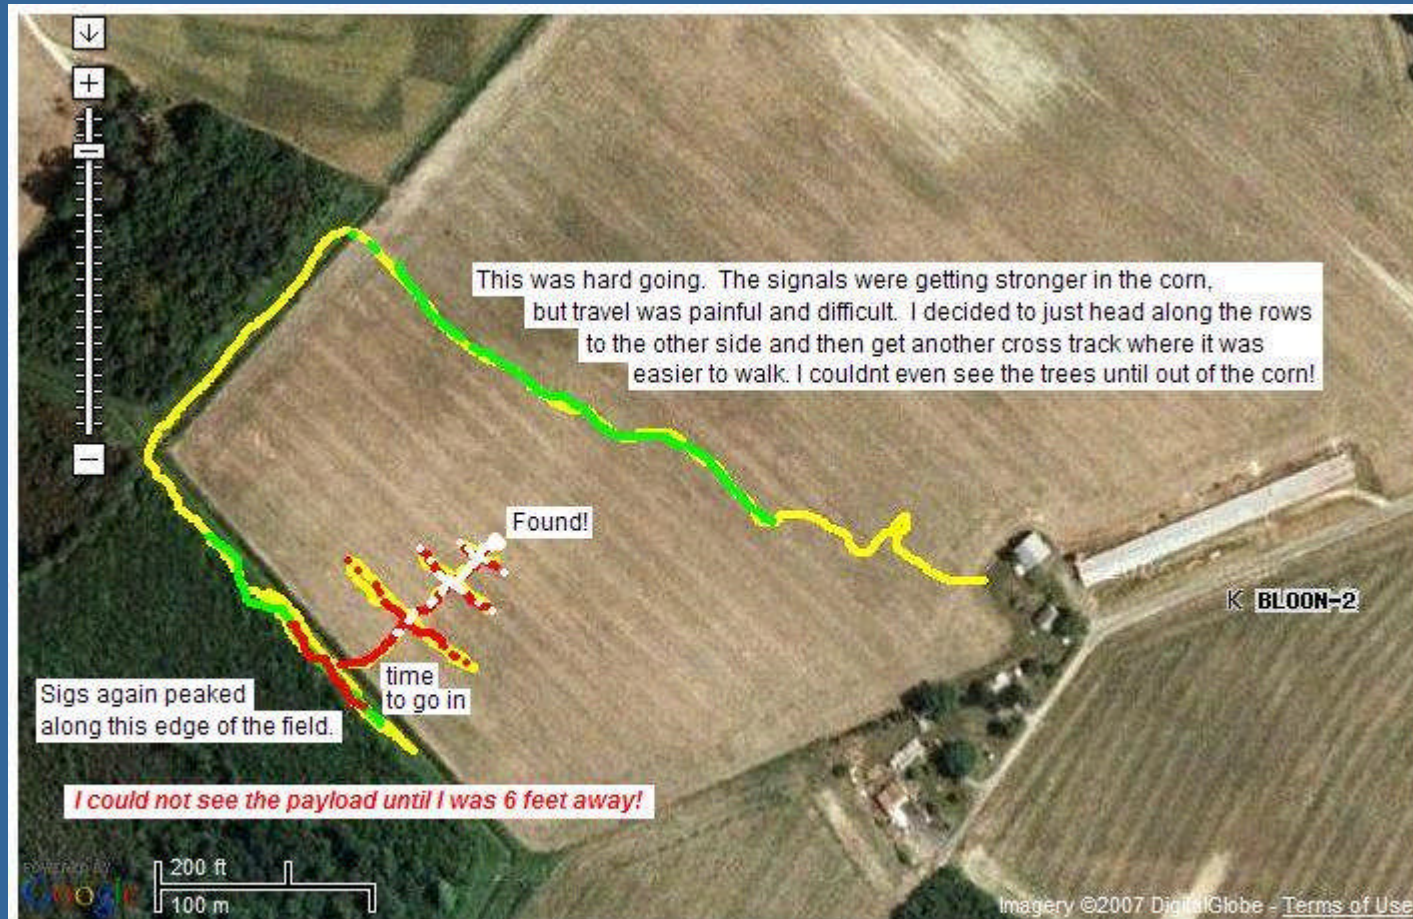 This was hard going. The signals were getting stronger in the corn,
but travel was painful and difficult. I decided to just head along the rows
to the other side and then get another cross track where it was
easier to walk. I couldnt even see the trees until out of the corn!
Found!
K BLOON-2
time
to go in
Sigs again peaked
along this edge of the field.
I could not see the payload until I was 6 feet away!
POWERED BY
Google
200 ft
100 m
Imagery ©2007 DigitalGlobe - Terms of Use